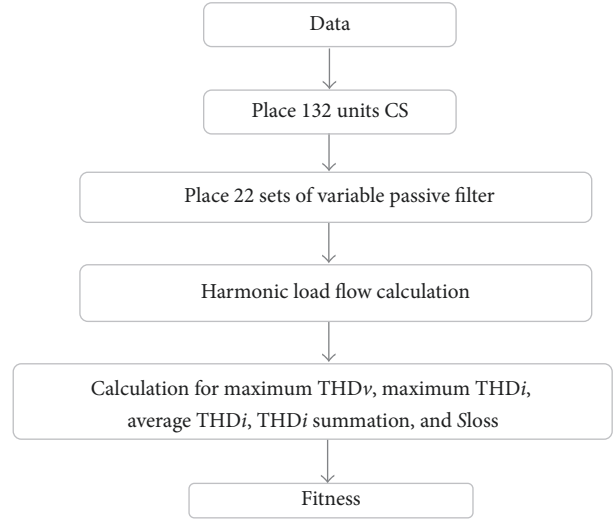 Data
Place 132 units CS
Place 22 sets of variable passive filter
Harmonic load flow calculation
Calculation for maximum THDv, maximum THDi,
average THDi, THDi summation, and Sloss
Fitness